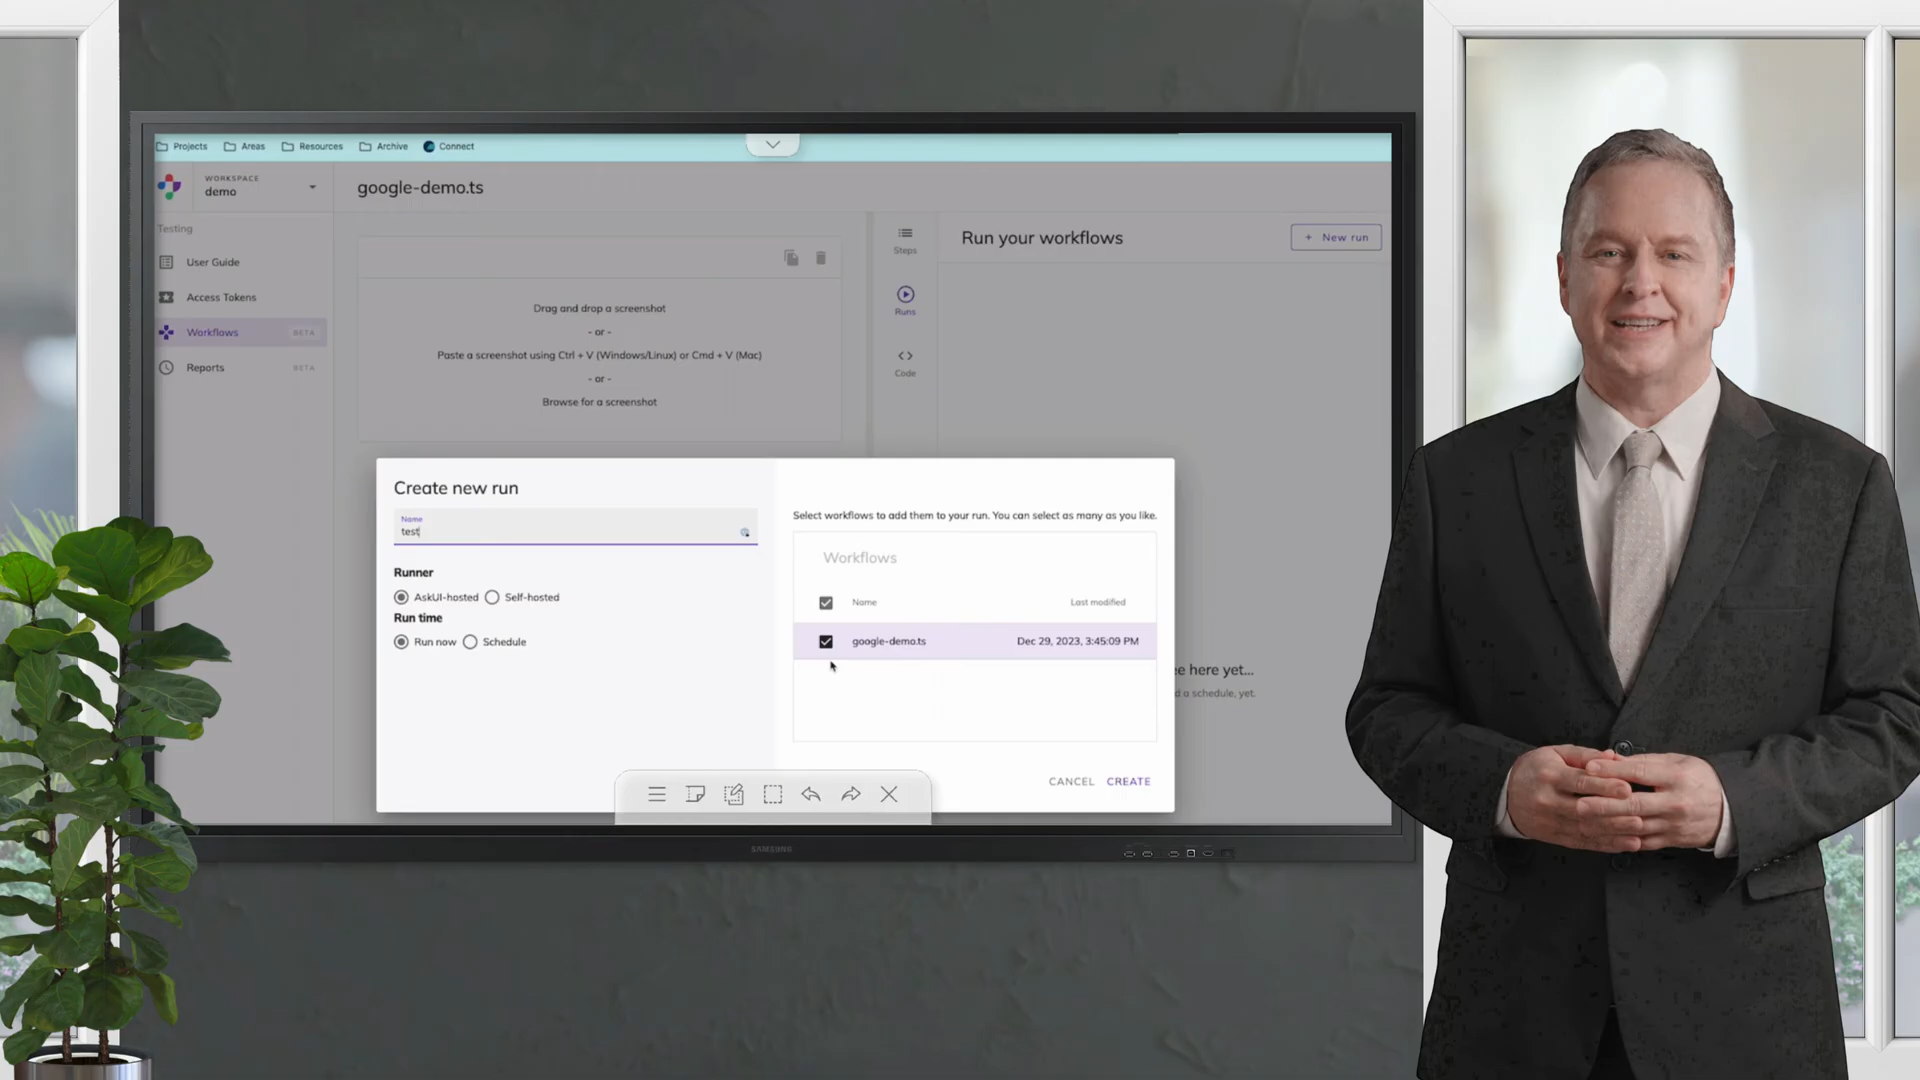 Projects
Areas
Resources
Archive
Connect
WORKSPACE
demo
google-demo.ts
Testing
User Guide
Access Tokens
Workflows BETA
Reports BETA
Drag and drop a screenshot
- or -
Paste a screenshot using Ctrl + V (Windows/Linux) or Cmd + V (Mac)
- or -
Browse for a screenshot
Steps
Runs
Code
Run your workflows
+ New run
Create new run
Name
test
Runner
AskUI-hosted Self-hosted
Run time
Run now Schedule
Select workflows to add them to your run. You can select as many as you like.
Workflows
Name Last modified
google-demo.ts Dec 29, 2023, 3:45:09 PM
CANCEL CREATE
here yet...
a schedule, yet.
SAMSUNG